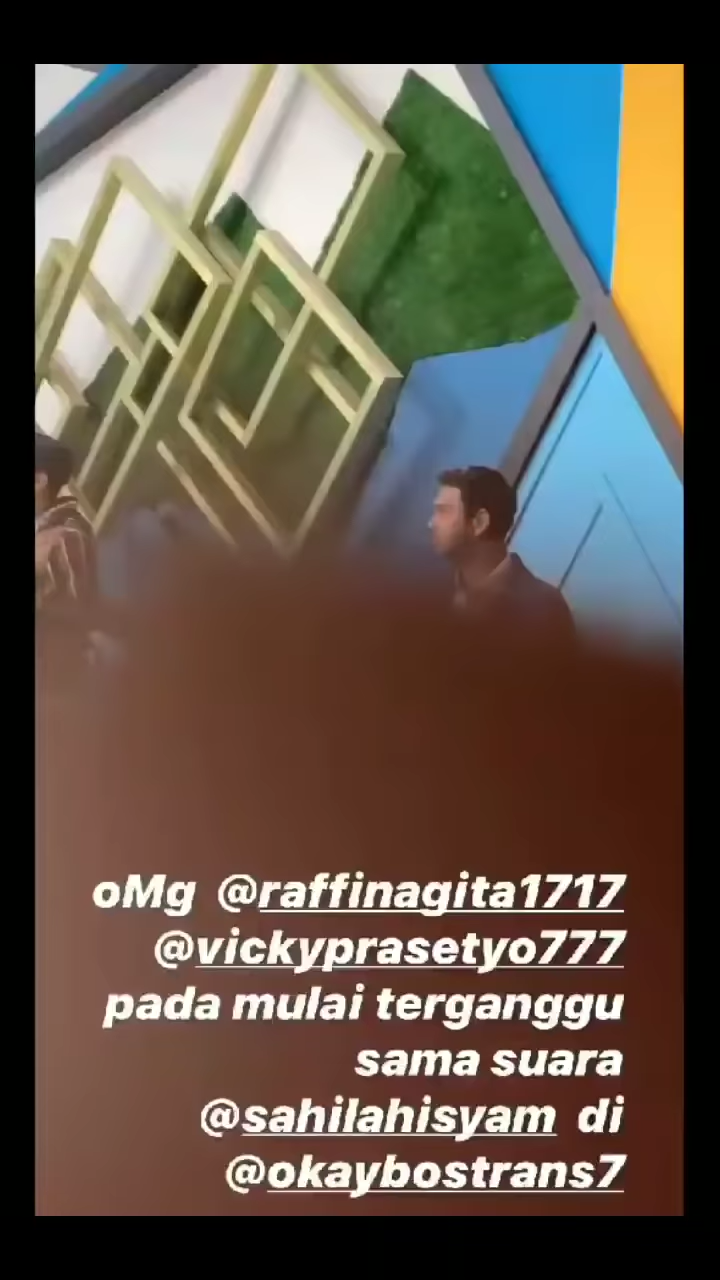 oMg @raffinagita1717
@vickyprasetyo777
pada mulai terganggu
sama suara
@sahilahisyam di
@okaybostrans7